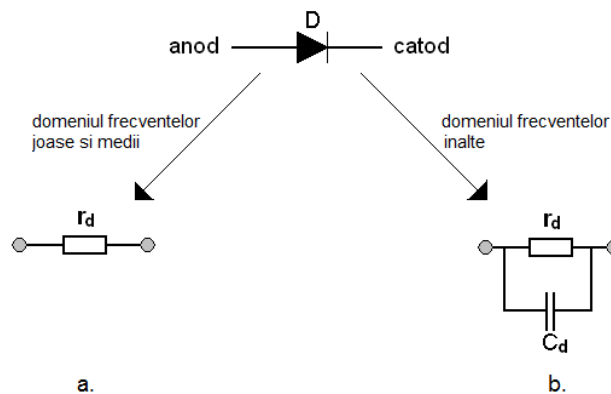 D
anod
catod
domeniul frecventelor
joase si medii
domeniul frecventelor
inalte
rd
rd
Cd
a.
b.